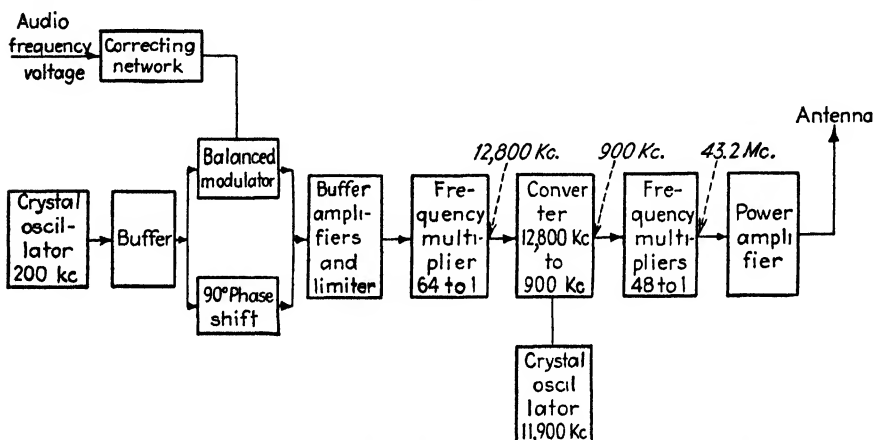 Audio
frequency
voltage
Correcting
network
Antenna
Balanced
modulator
12,800 Kc.
900 Kc.
43.2 Mc.
Crystal
oscil-
lator
200 kc
Buffer
90° Phase
shift
Buffer
ampli-
fiers
and
limiter
Fre-
quency
multi-
plier
64 to 1
Conver
ter
12,800 Kc
to
900 Kc
Fre-
quency
multi-
pliers
48 to 1
Power
ampli
fier
Crystal
oscil
lator
11,900 Kc